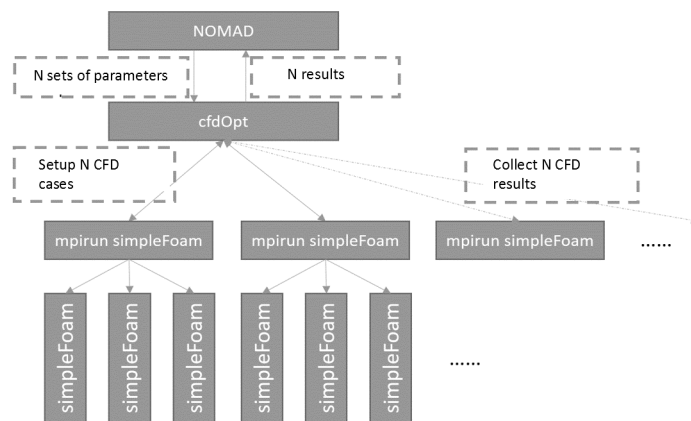 NOMAD
N sets of parameters
N results
cfdOpt
Setup N CFD
cases
Collect N CFD
results
mpirun simpleFoam
mpirun simpleFoam
mpirun simpleFoam
......
simpleFoam
simpleFoam
simpleFoam
simpleFoam
simpleFoam
simpleFoam
......